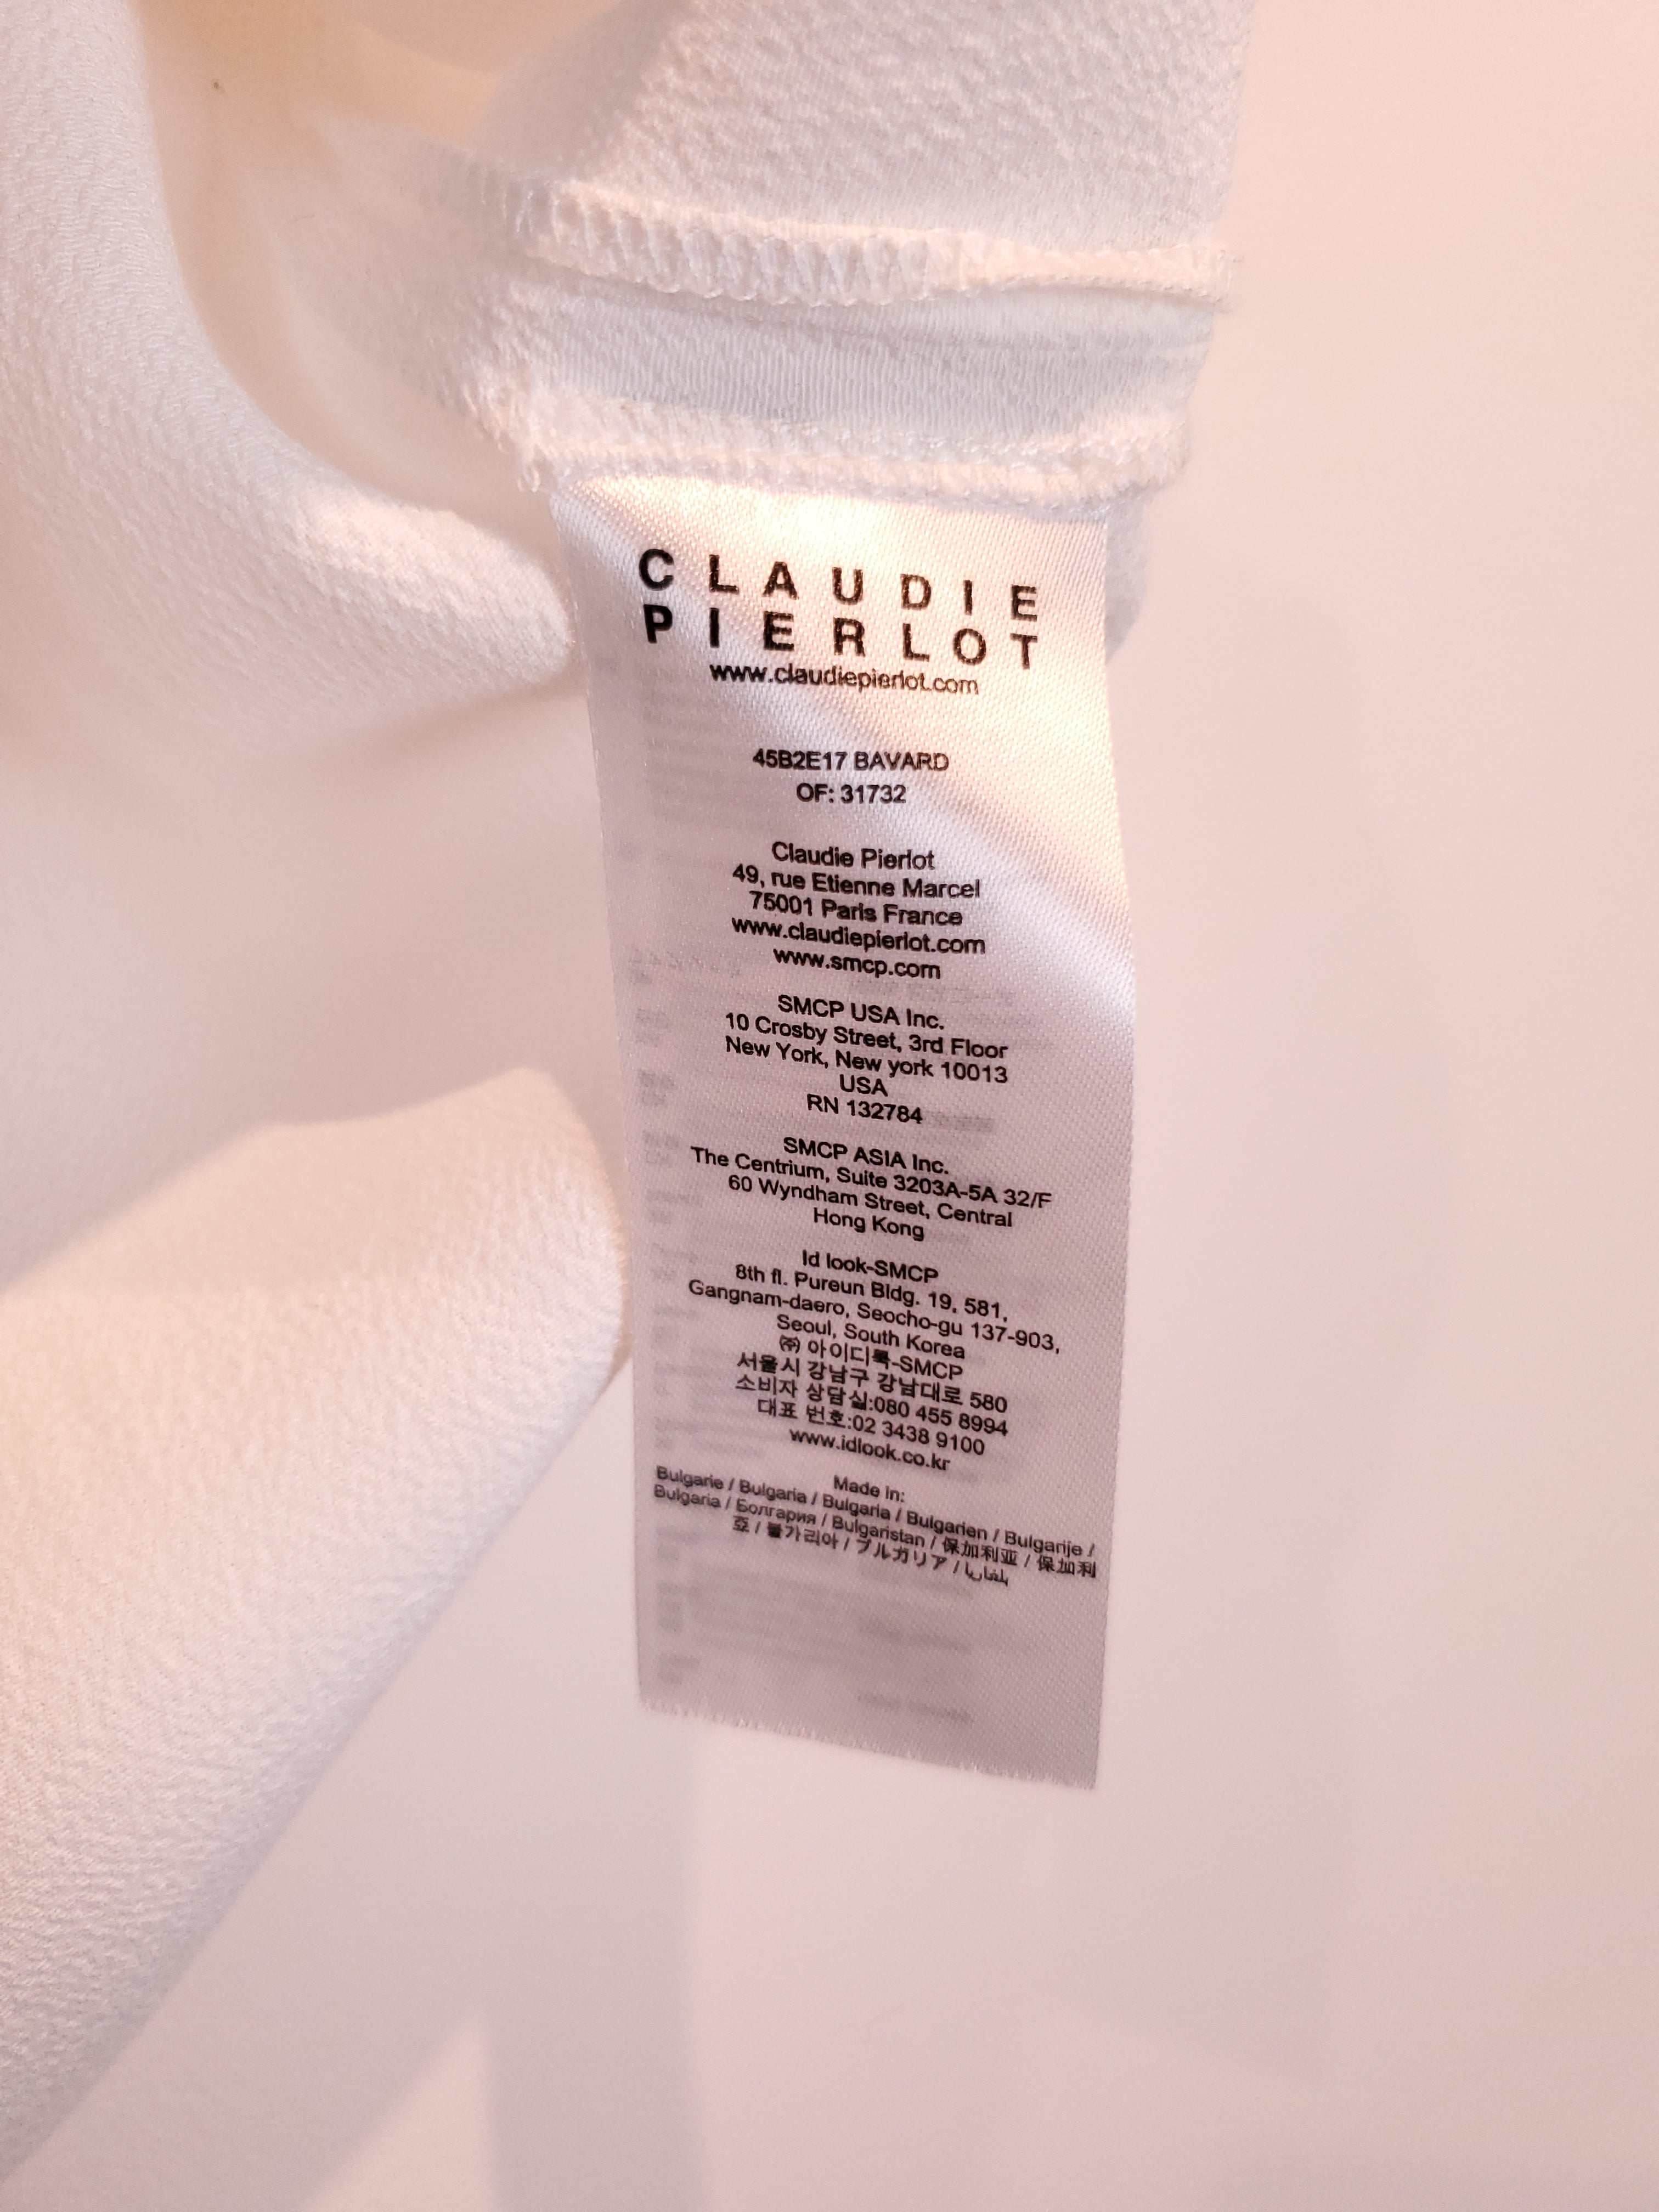 CLAUDIE
PIERLOT
www.claudiepierlot.com
45B2E17 BAVARD
OF: 31732
Claudie Pierlot
49, rue Etienne Marcel
75001 Paris France
www.claudiepierlot.com
www.smcp.com
SMCP USA Inc.
10 Crosby Street, 3rd Floor
New York, New york 10013
USA
RN 132784
SMCP ASIA Inc.
The Centrium, Suite 3203A-5A 32/F
60 Wyndham Street, Central
Hong Kong
Id look-SMCP
8th fl. Pureun Bldg. 19, 581,
Gangnam-daero, Seocho-gu 137-903,
Seoul, South Korea
㈜ 아이디룩-SMCP
서울시 강남구 강남대로 580
소비자 상담실:080 455 8994
대표 번호:02 3438 9100
www.idlook.co.kr
Made in:
Bulgarie / Bulgaria / Bulgaria / Bulgarien / Bulgarije /
Bulgaria / Болгария / Bulgaristan / 保加利亚 / 保加利
亞 / 불가리아 / ブルガリア / بلغاريا